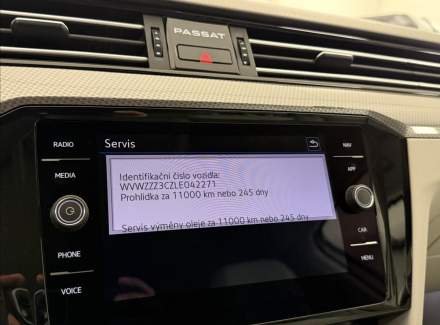 PASSAT
RADIO
Servis
NAV
MEDIA
Identifikační číslo vozidla:
WVWZZZ3CZLE042271
Prohlídka za 11000 km nebo 245 dny
APP
Servis výměny oleje za 11000 km nebo 245 dny
PHONE
CAR
VOICE
MENU